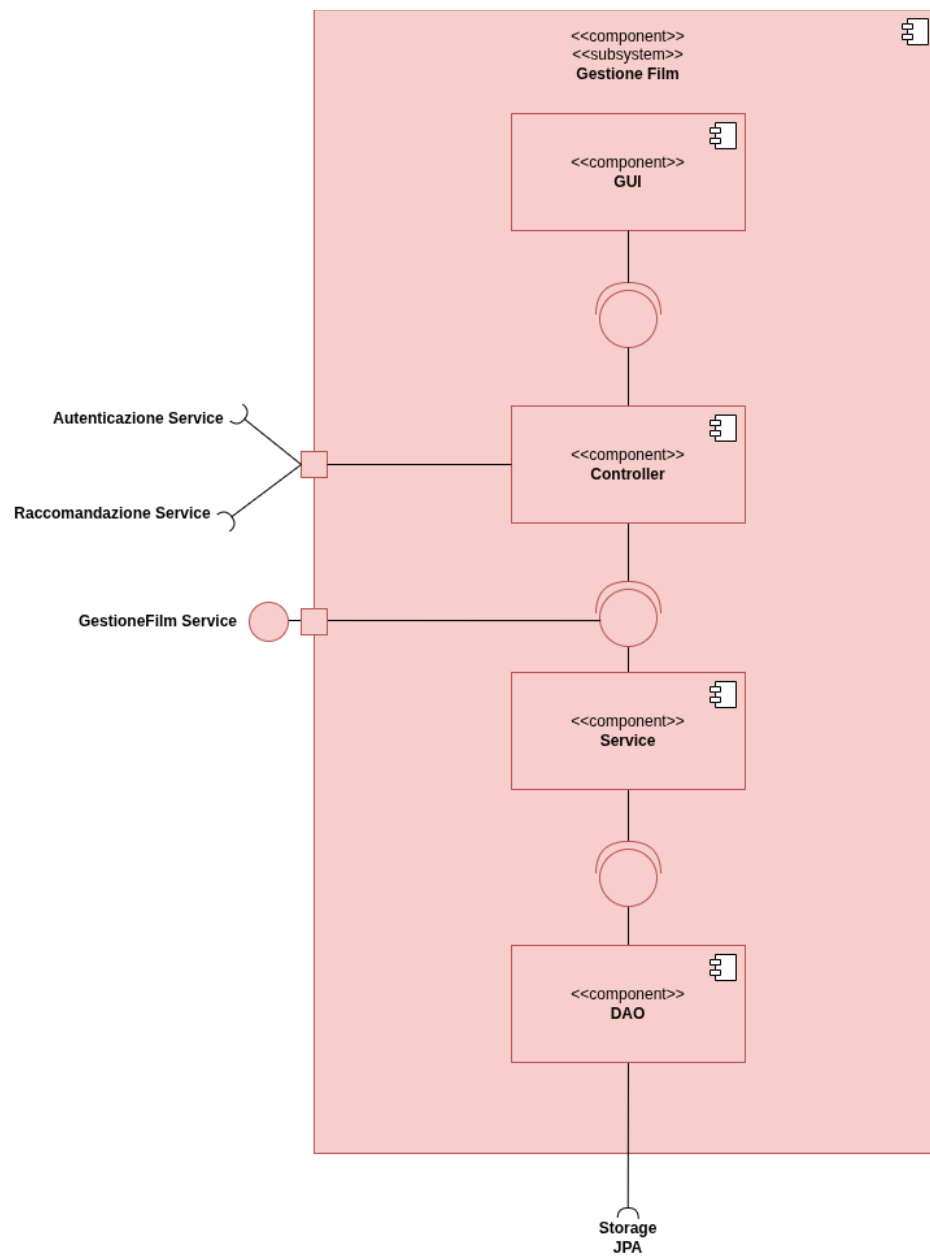 <<component>>
<<subsystem>>
Gestione Film
<<component>>
GUI
Autenticazione Service
<<component>>
Controller
Raccomandazione Service
GestioneFilm Service
<<component>>
Service
<<component>>
DAO
Storage
JPA